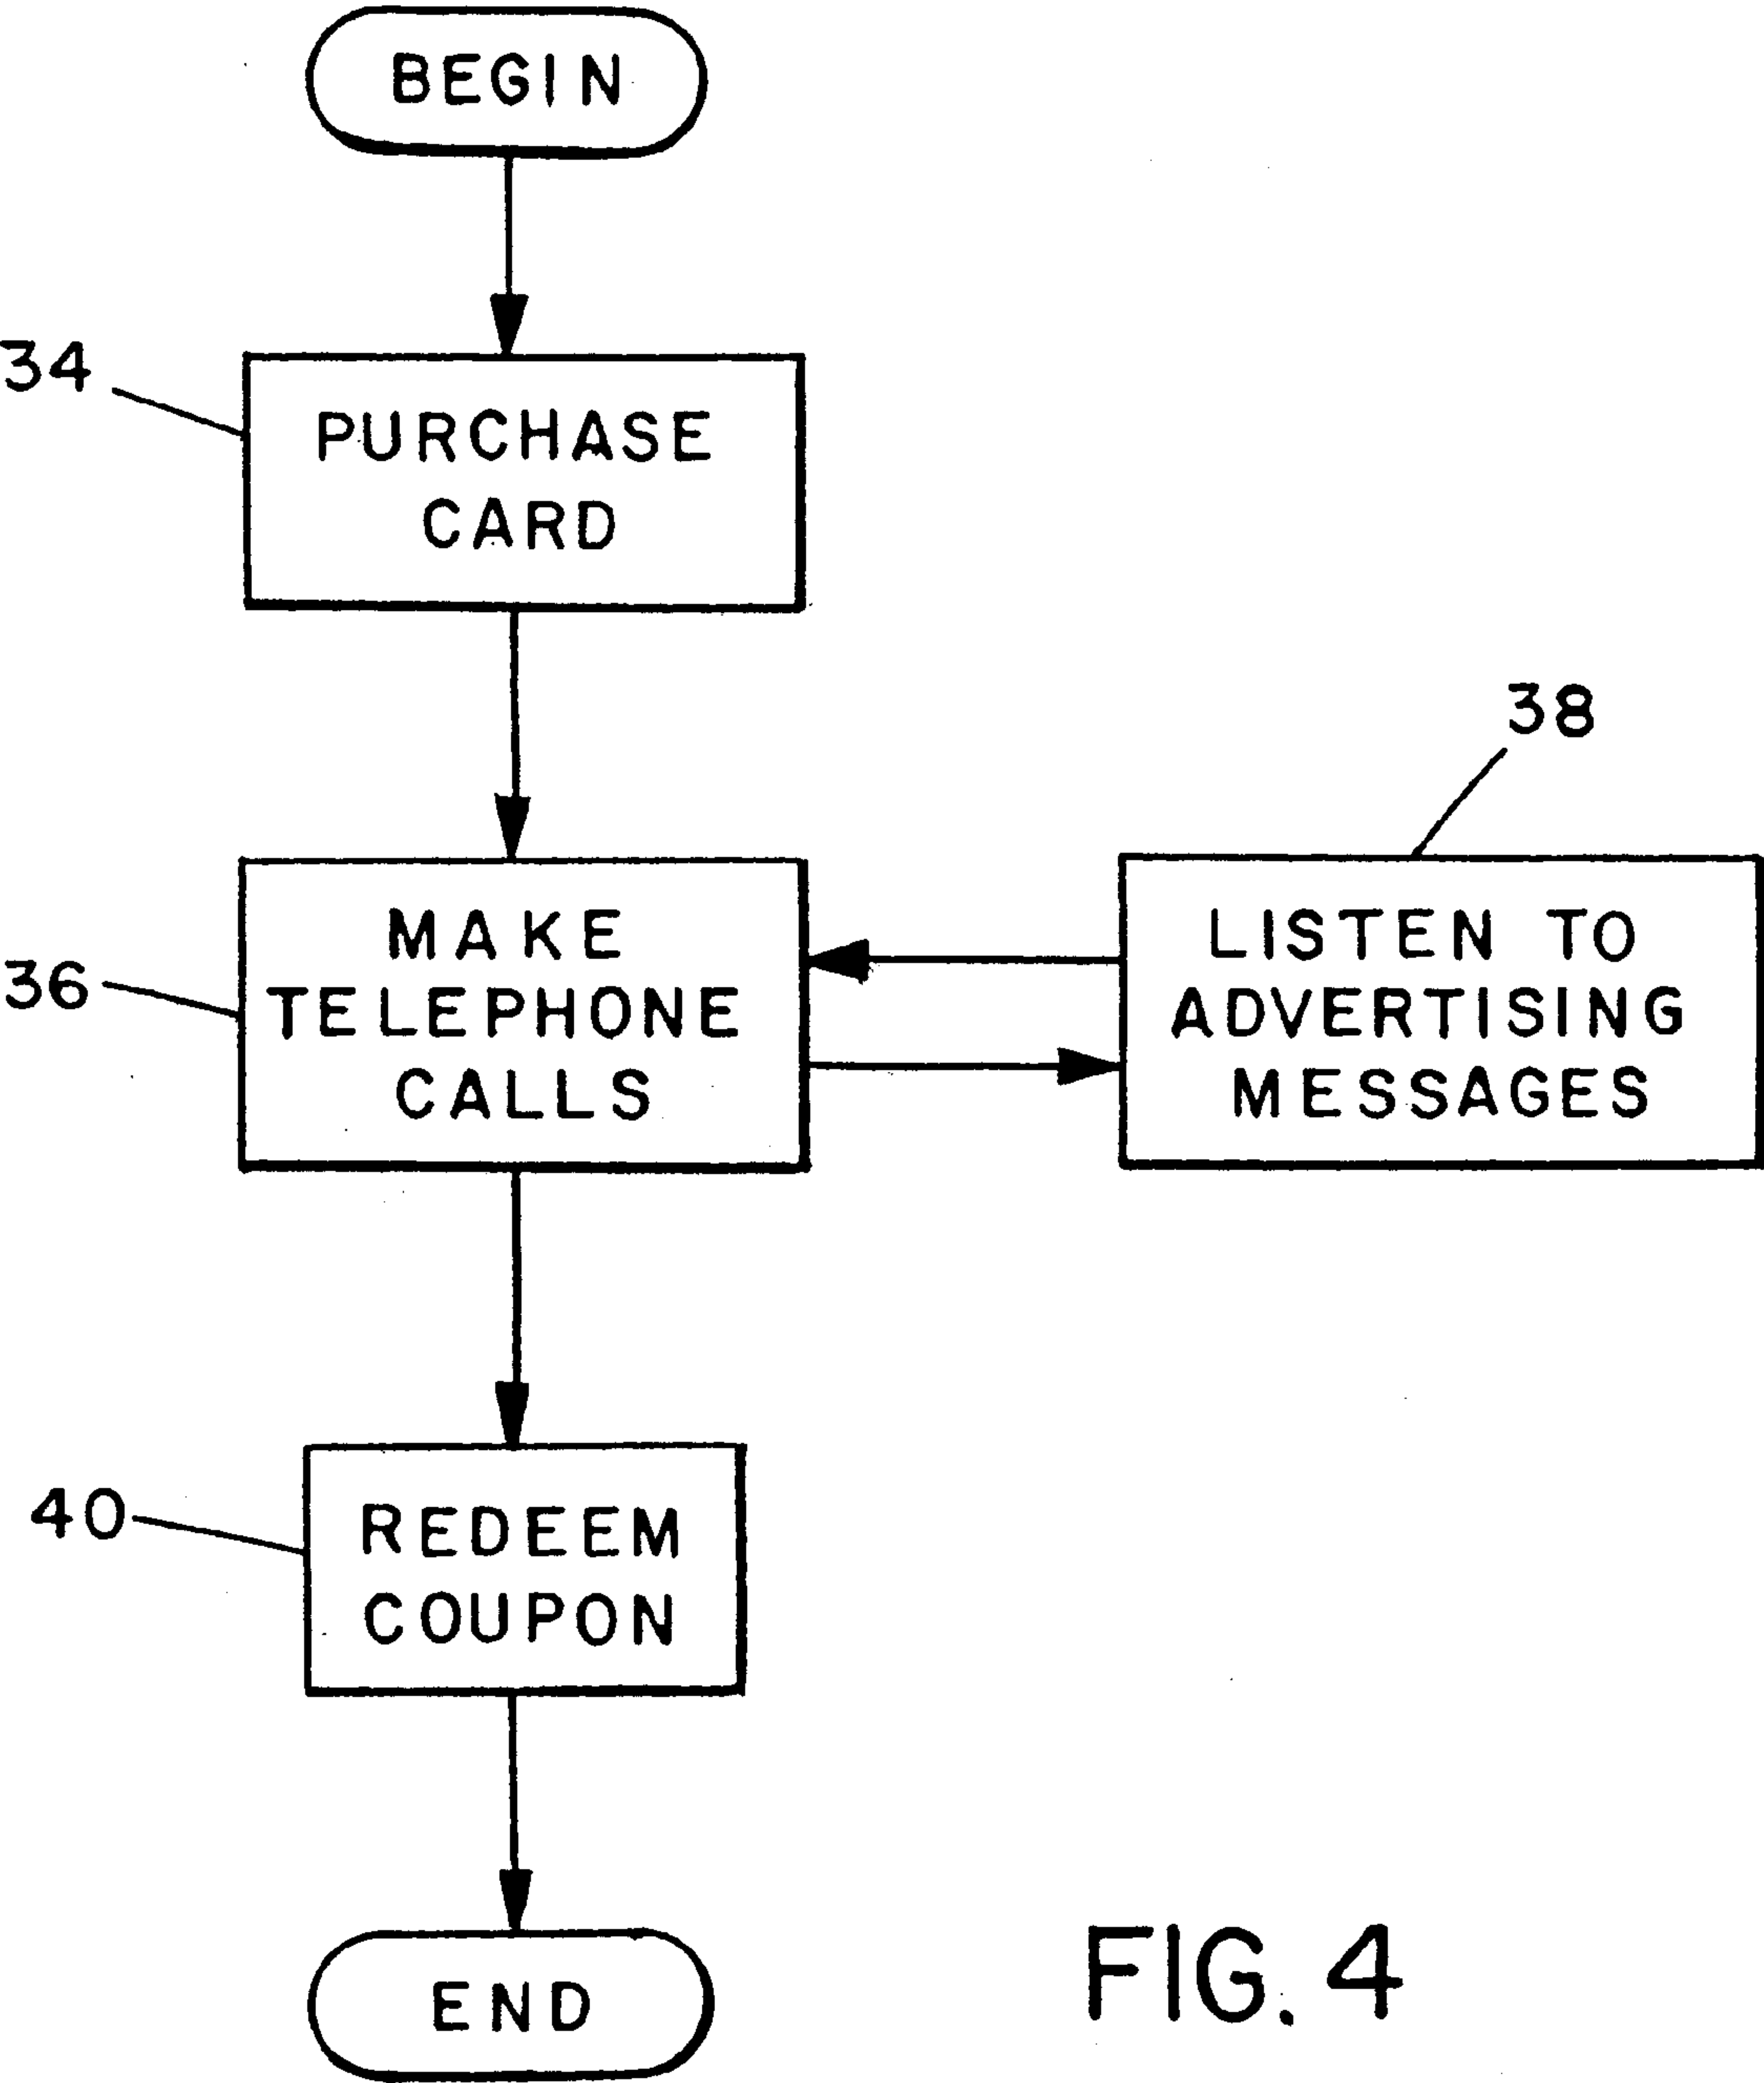 BEGIN
34
PURCHASE
CARD
38
36
MAKE
TELEPHONE
CALLS
LISTEN TO
ADVERTISING
MESSAGES
40
REDEEM
COUPON
END
FIG. 4